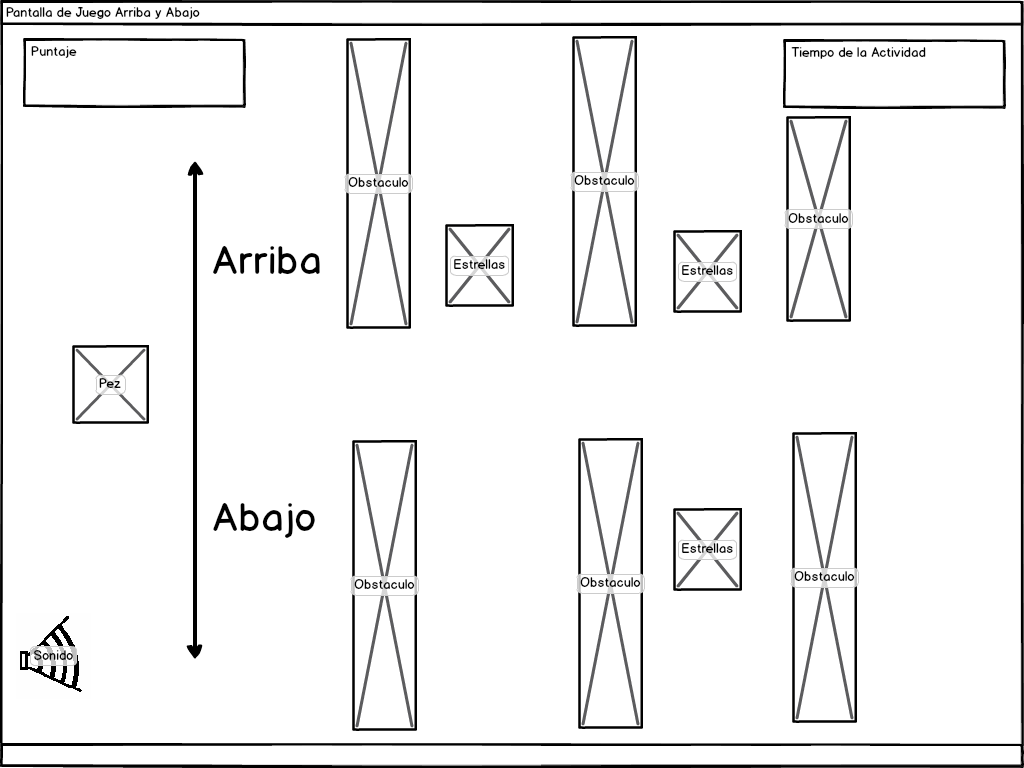 Pantalla de Juego Arriba y Abajo
Puntaje
Tiempo de la Actividad
Obstaculo
Obstaculo
Obstaculo
Arriba
Estrellas
Estrellas
Pez
Abajo
Estrellas
Obstaculo
Obstaculo
Obstaculo
Sonido